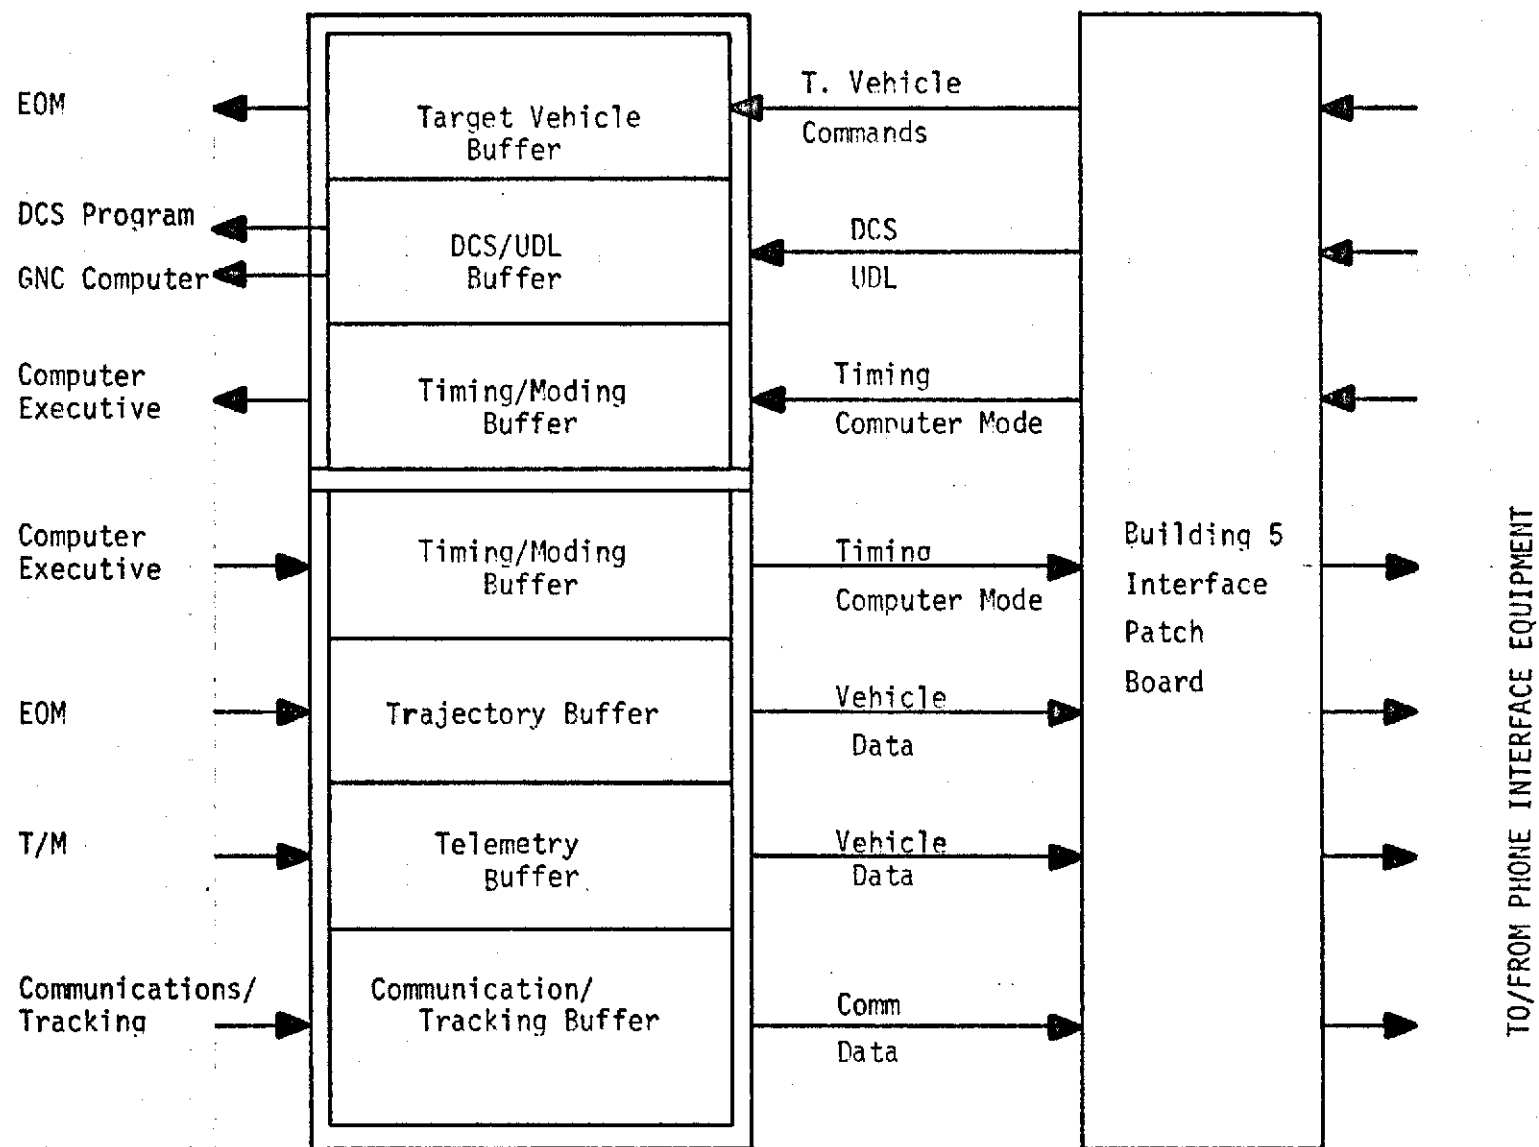 EOM
Target Vehicle
Buffer
T. Vehicle
Commands
DCS Program
GNC Computer
DCS/UDL
Buffer
DCS
UDL
Computer
Executive
Timing/Moding
Buffer
Timing
Computer Mode
Computer
Executive
Timing/Moding
Buffer
Timing
Computer Mode
Building 5
Interface
Patch
Board
EOM
Trajectory Buffer
Vehicle
Data
T/M
Telemetry
Buffer
Vehicle
Data
Communications/
Tracking
Communication/
Tracking Buffer
Comm
Data
TO/FROM PHONE INTERFACE EQUIPMENT